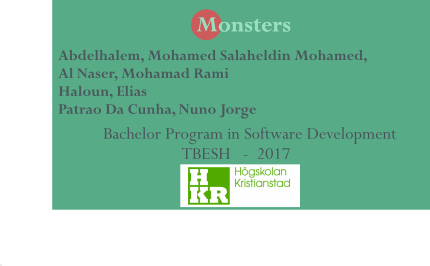 Monsters
Abdelhalem, Mohamed Salaheldin Mohamed,
Al Naser, Mohamad Rami
Haloun, Elias
Patrao Da Cunha, Nuno Jorge
Bachelor Program in Software Development
TBESH - 2017
HKR
Högskolan
Kristianstad